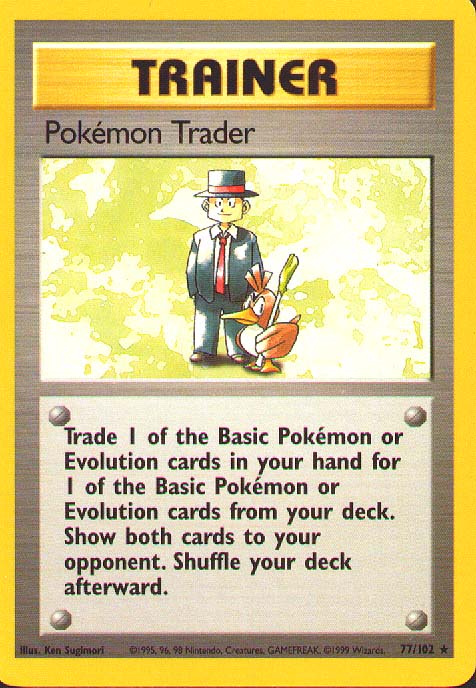 TRAINER
Pokémon Trader
Trade 1 of the Basic Pokémon or
Evolution cards in your hand for
1 of the Basic Pokémon or
Evolution cards from your deck.
Show both cards to your
opponent. Shuffle your deck
afterward.
Illus. Ken Sugimori ©1995, 96, 98 Nintendo, Creatures, GAMEFREAK. ©1999 Wizards. 77/102 ★